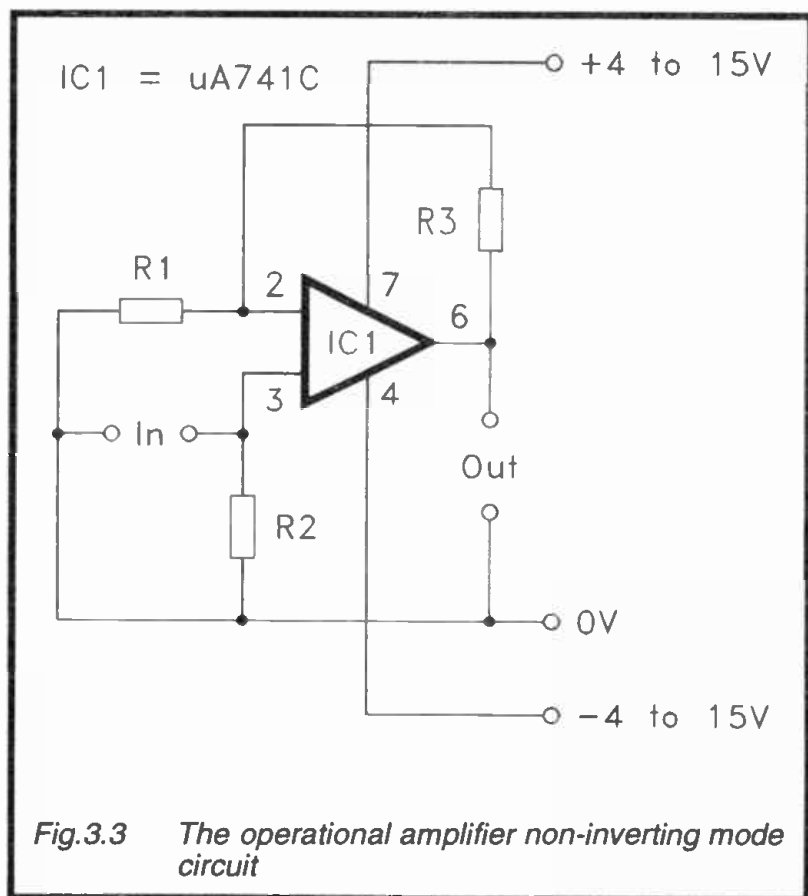 IC1 = uA741C
+4 to 15V
R3
R1
2
7
6
IC1
3
4
In
Out
R2
0V
-4 to 15V
Fig.3.3 The operational amplifier non-inverting mode
circuit